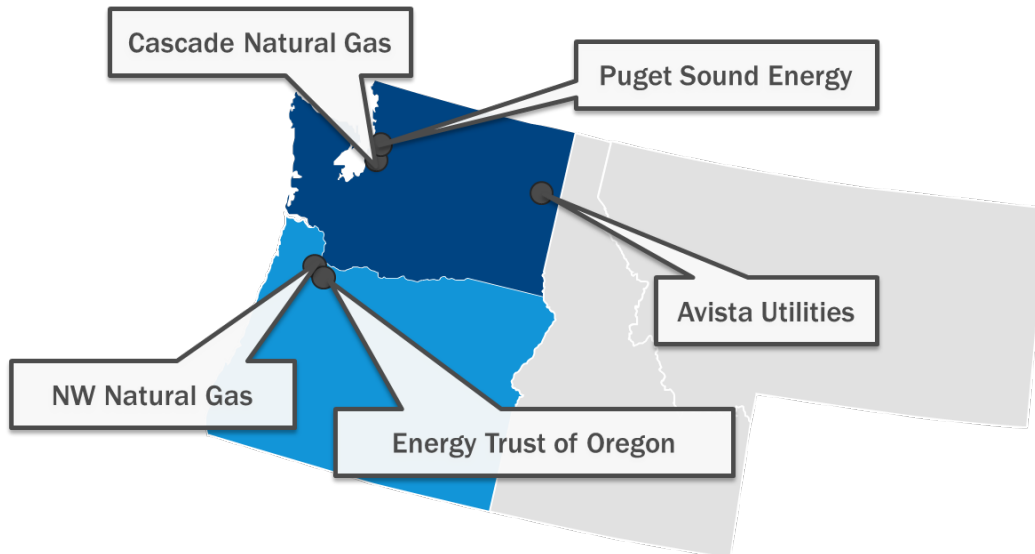 Cascade Natural Gas
Puget Sound Energy
Avista Utilities
NW Natural Gas
Energy Trust of Oregon